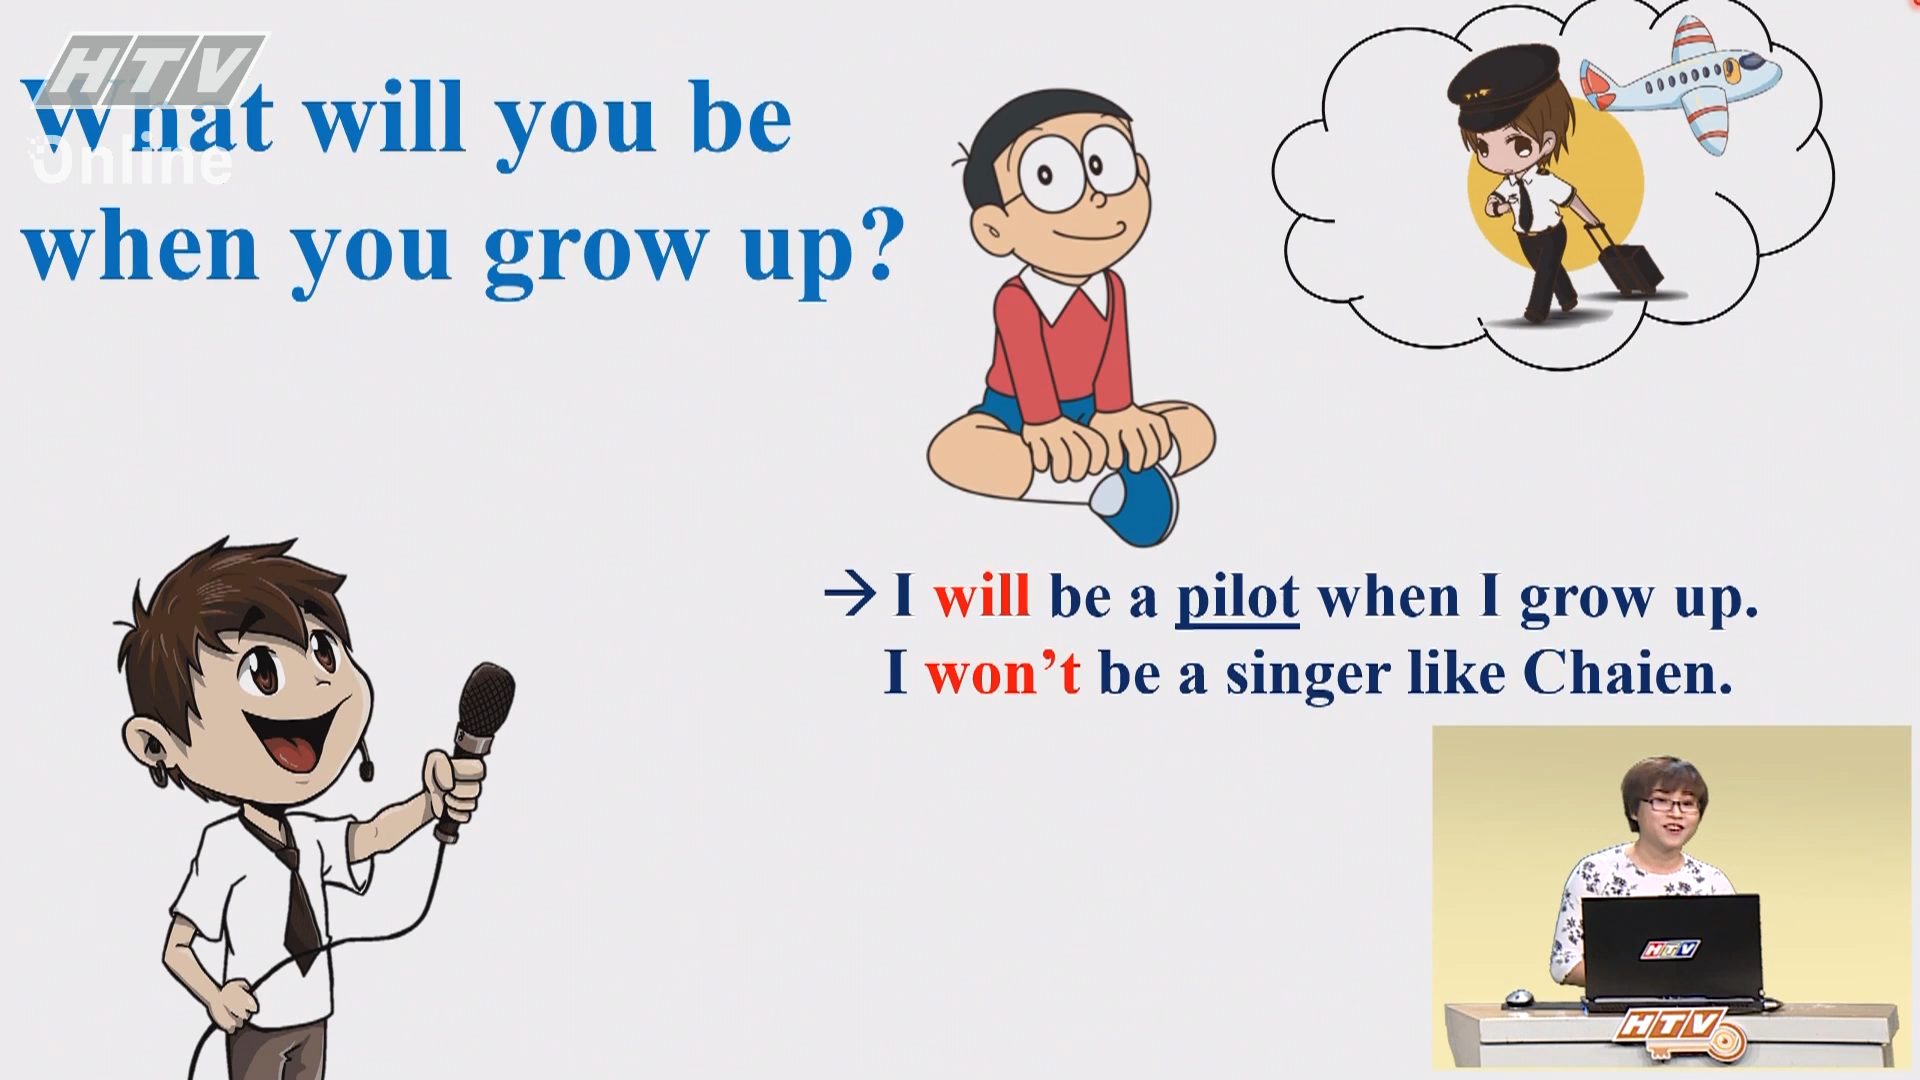 HTV
Online
What will you be
when you grow up?
→ I will be a pilot when I grow up.
I won't be a singer like Chaien.
HTV
HTV